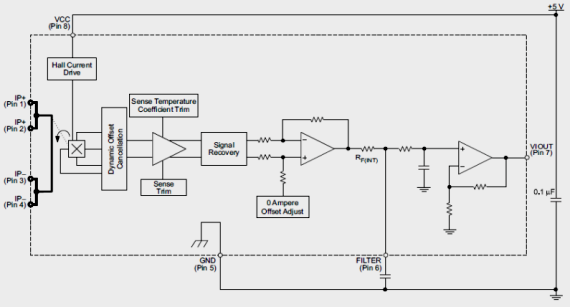 +5 V
VCC
(Pin 8)
Hall Current
Drive
IP+
(Pin 1)
IP+
(Pin 2)
IP−
(Pin 3)
IP−
(Pin 4)
Dynamic Offset
Cancellation
Sense Temperature
Coefficient Trim
Sense
Trim
Signal
Recovery
0 Ampere
Offset Adjust
RF(INT)
VIOUT
(Pin 7)
0.1 μF
GND
(Pin 5)
FILTER
(Pin 6)